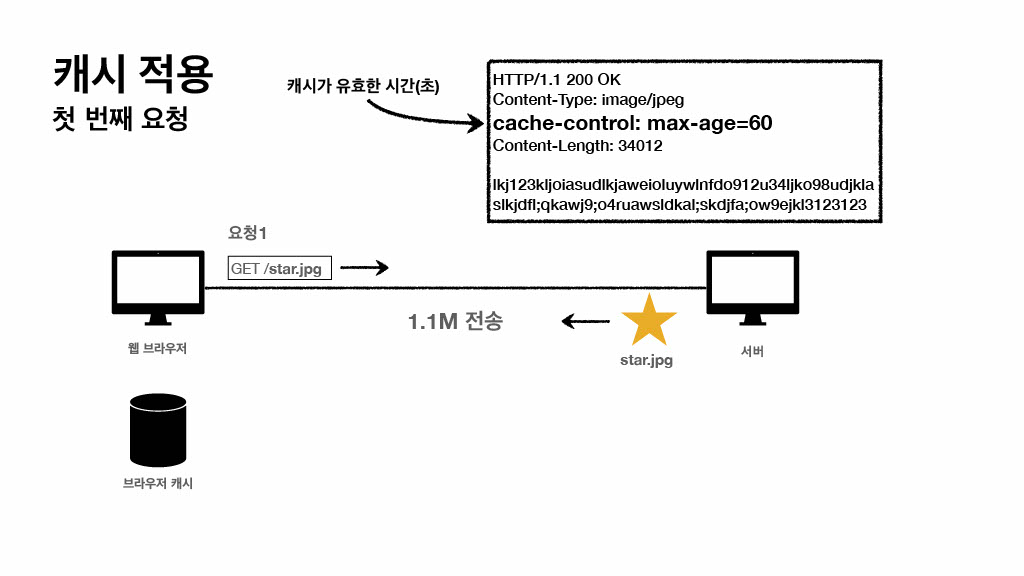 캐시 적용
첫 번째 요청
캐시가 유효한 시간(초)
HTTP/1.1 200 OK
Content-Type: image/jpeg
cache-control: max-age=60
Content-Length: 34012
lkj123kljoiasudlkjaweioluywlnfdo912u34ljko98udjkla
slkjdfl;qkawj9;o4ruawsldkal;skdjfa;ow9ejkl3123123
요청1
GET /star.jpg
1.1M 전송
star.jpg
웹 브라우저
서버
브라우저 캐시